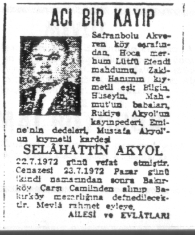 ACI BİR KAYIP
Safranbolu Akve-
ren köy eşrafın-
dan, Hoca mer-
hum Lütfü Efendi
mahdumu, Zaki-
re Hanımın kıy-
metli eşi; Bilgin,
Hüseyin, Mah-
mut'un babaları,
Rukiye Akyol'un
kayınpederi, Emi-
ne'nin dedeleri, Mustafa Akyol'-
un kıymetli kardeşi
SELÂHATTİN AKYOL
22.7.1972 günü vefat etmiştir.
Cenazesi 23.7.1972 Pazar günü
ikindi namazından sonra Bakır-
köy Çarşı Camiinden alınıp Ba-
kırköy mezarlığına defnedilecek-
tir. Mevlâ rahmet eyleye.
AİLESİ ve EVLÂTLARI